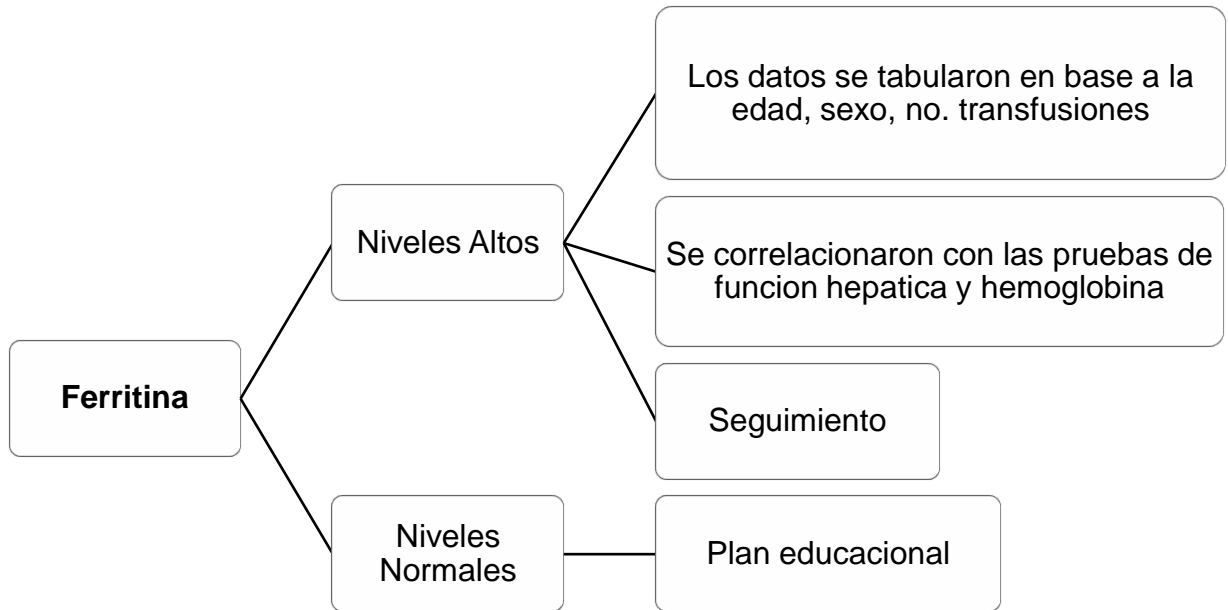 Los datos se tabularon en base a la
edad, sexo, no. transfusiones
Niveles Altos
Se correlacionaron con las pruebas de
funcion hepatica y hemoglobina
Ferritina
Seguimiento
Niveles
Normales
Plan educacional